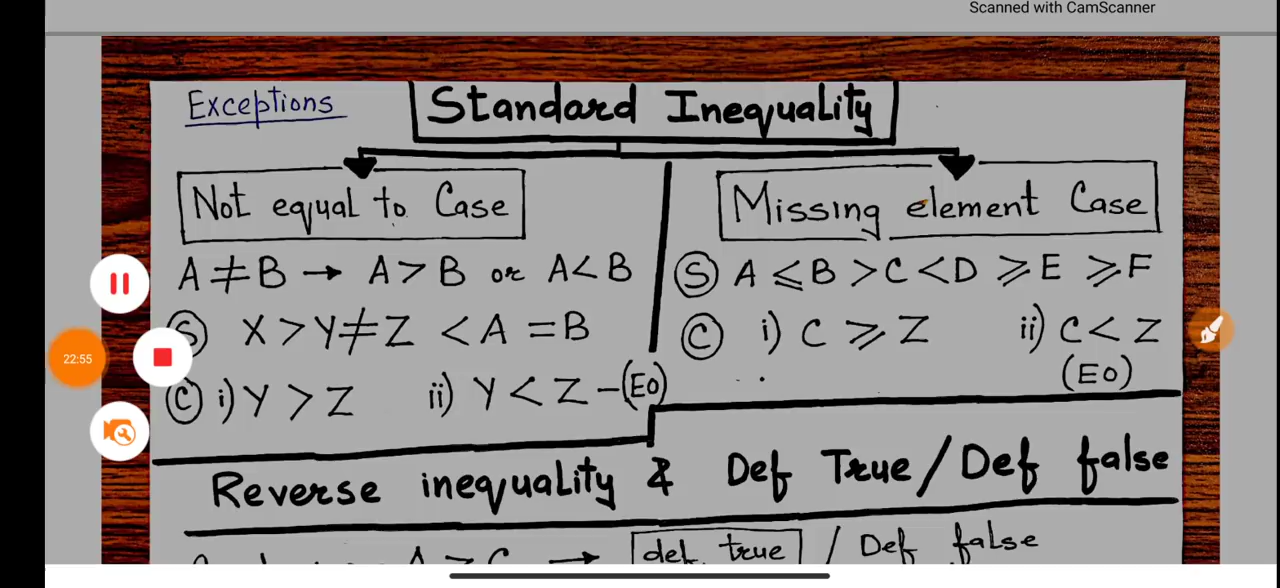 Scanned with CamScanner
Exceptions
Standard Inequality
Not equal to Case
A ≠ B → A > B or A < B
Ⓢ X > Y ≠ Z < A = B
Ⓒ i) Y > Z ii) Y < Z - (EO)
Missing element Case
Ⓢ A ⩽ B > C < D ⩾ E ⩾ F
Ⓒ i) C ⩾ Z ii) C < Z
(EO)
22:55
Reverse inequality & Def True / Def false
def true / Def false